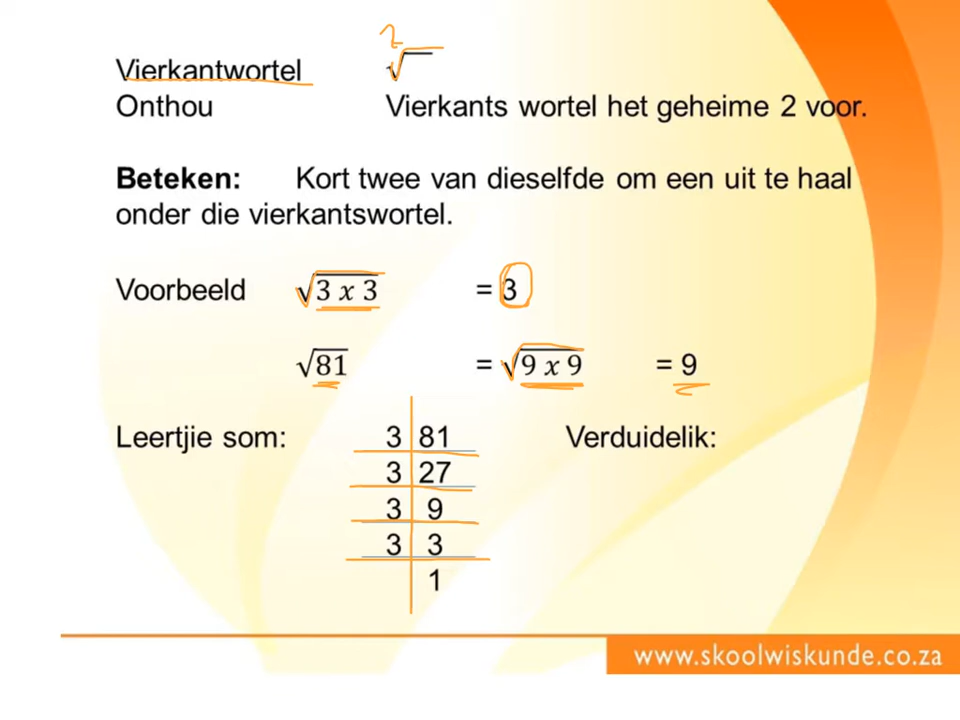 2
Vierkantwortel √
Onthou Vierkants wortel het geheime 2 voor.
Beteken: Kort twee van dieselfde om een uit te haal
onder die vierkantswortel.
Voorbeeld √3 x 3 = 3
√81 = √9 x 9 = 9
Leertjie som: 3 81 Verduidelik:
3 27
3 9
3 3
1
www.skoolwiskunde.co.za